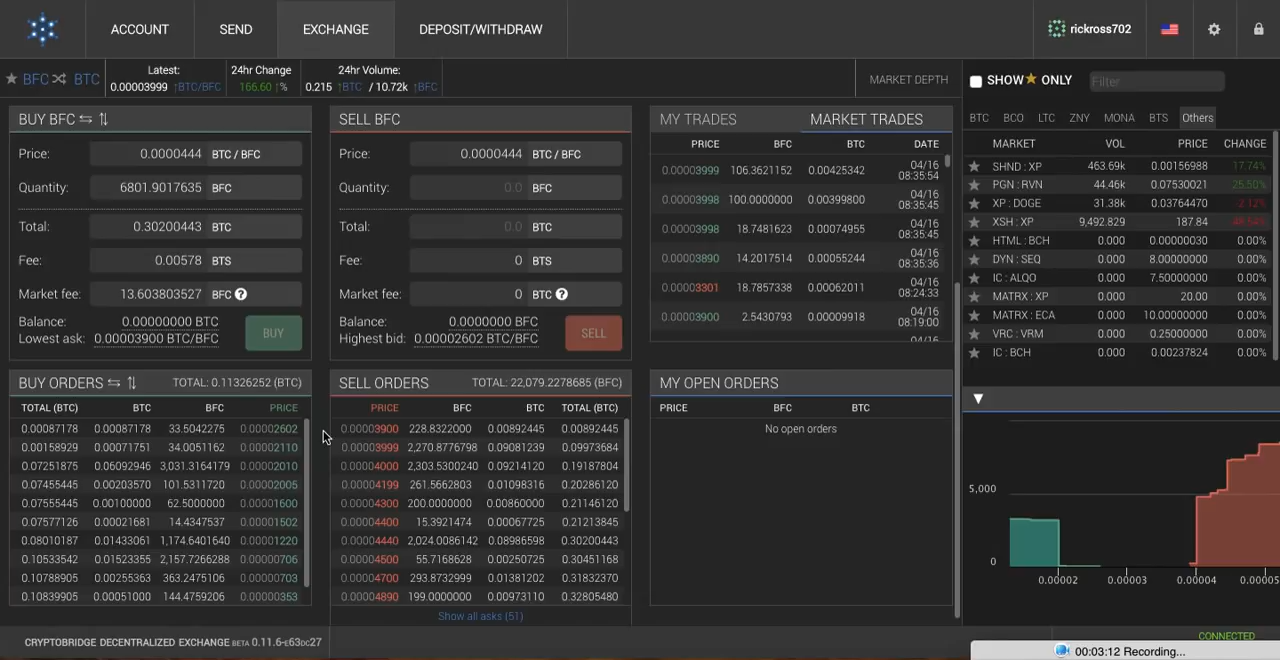 ACCOUNT SEND EXCHANGE DEPOSIT/WITHDRAW rickross702
BFC BTC
Latest:
0.00003999 ↑BTC/BFC
24hr Change
166.60 ↑%
24hr Volume:
0.215 ↑BTC / 10.72k ↑BFC
MARKET DEPTH
SHOW ★ ONLY Filter
BTC BCO LTC ZNY MONA BTS Others
BUY BFC ⇆ ⇅
Price: 0.0000444 BTC / BFC
Quantity: 6801.9017635 BFC
Total: 0.30200443 BTC
Fee: 0.00578 BTS
Market fee: 13.603803527 BFC ?
Balance: 0.00000000 BTC
Lowest ask: 0.00003900 BTC/BFC
BUY
SELL BFC
Price: 0.0000444 BTC / BFC
Quantity: 0.0 BFC
Total: 0.0 BTC
Fee: 0 BTS
Market fee: 0 BTC ?
Balance: 0.0000000 BFC
Highest bid: 0.00002602 BTC/BFC
SELL
MY TRADES MARKET TRADES
PRICE BFC BTC DATE
0.00003999 106.3621152 0.00425342 04/16 08:35:54
0.00003998 100.0000000 0.00399800 04/16 08:35:45
0.00003998 18.7481623 0.00074955 04/16 08:35:45
0.00003890 14.2017514 0.00055244 04/16 08:35:36
0.00003301 18.7857338 0.00062011 04/16 08:24:33
0.00003900 2.5430793 0.00009918 04/16 08:19:00
04/16
MARKET VOL PRICE CHANGE
SHND : XP 463.69k 0.00156988 17.74%
PGN : RVN 44.46k 0.07530021 25.50%
XP : DOGE 31.38k 0.03764470 -2.12%
XSH : XP 9,492.829 187.84 -48.54%
HTML : BCH 0.000 0.00000030 0.00%
DYN : SEQ 0.000 8.00000000 0.00%
IC : ALQO 0.000 7.50000000 0.00%
MATRX : XP 0.000 20.00 0.00%
MATRX : ECA 0.000 10.00000000 0.00%
VRC : VRM 0.000 0.25000000 0.00%
IC : BCH 0.000 0.00237824 0.00%
BUY ORDERS ⇆ ⇅ TOTAL: 0.11326252 (BTC)
TOTAL (BTC) BTC BFC PRICE
0.00087178 0.00087178 33.5042275 0.00002602
0.00158929 0.00071751 34.0051162 0.00002110
0.07251875 0.06092946 3,031.3164179 0.00002010
0.07455445 0.00203570 101.5311720 0.00002005
0.07555445 0.00100000 62.5000000 0.00001600
0.07577126 0.00021681 14.4347537 0.00001502
0.08010187 0.01433061 1,174.6401640 0.00001220
0.10533542 0.01523355 2,157.7266288 0.00000706
0.10788905 0.00255363 363.2475106 0.00000703
0.10839905 0.00051000 144.4759206 0.00000353
SELL ORDERS TOTAL: 22,079.2278685 (BFC)
PRICE BFC BTC TOTAL (BTC)
0.00003900 228.8322000 0.00892445 0.00892445
0.00003999 2,270.8776798 0.09081239 0.09973684
0.00004000 2,303.5300240 0.09214120 0.19187804
0.00004199 261.5662803 0.01098316 0.20286120
0.00004300 200.0000000 0.00860000 0.21146120
0.00004400 15.3921474 0.00067725 0.21213845
0.00004440 2,024.0086142 0.08986598 0.30200443
0.00004500 55.7168628 0.00250725 0.30451168
0.00004700 293.8732999 0.01381202 0.31832370
0.00004890 199.0000000 0.00973110 0.32805480
Show all asks (51)
MY OPEN ORDERS
PRICE BFC BTC
No open orders
▼
5,000
0
0.00002 0.00003 0.00004 0.00005
CRYPTOBRIDGE DECENTRALIZED EXCHANGE BETA 0.11.6-E63DC27
CONNECTED
00:03:12 Recording...